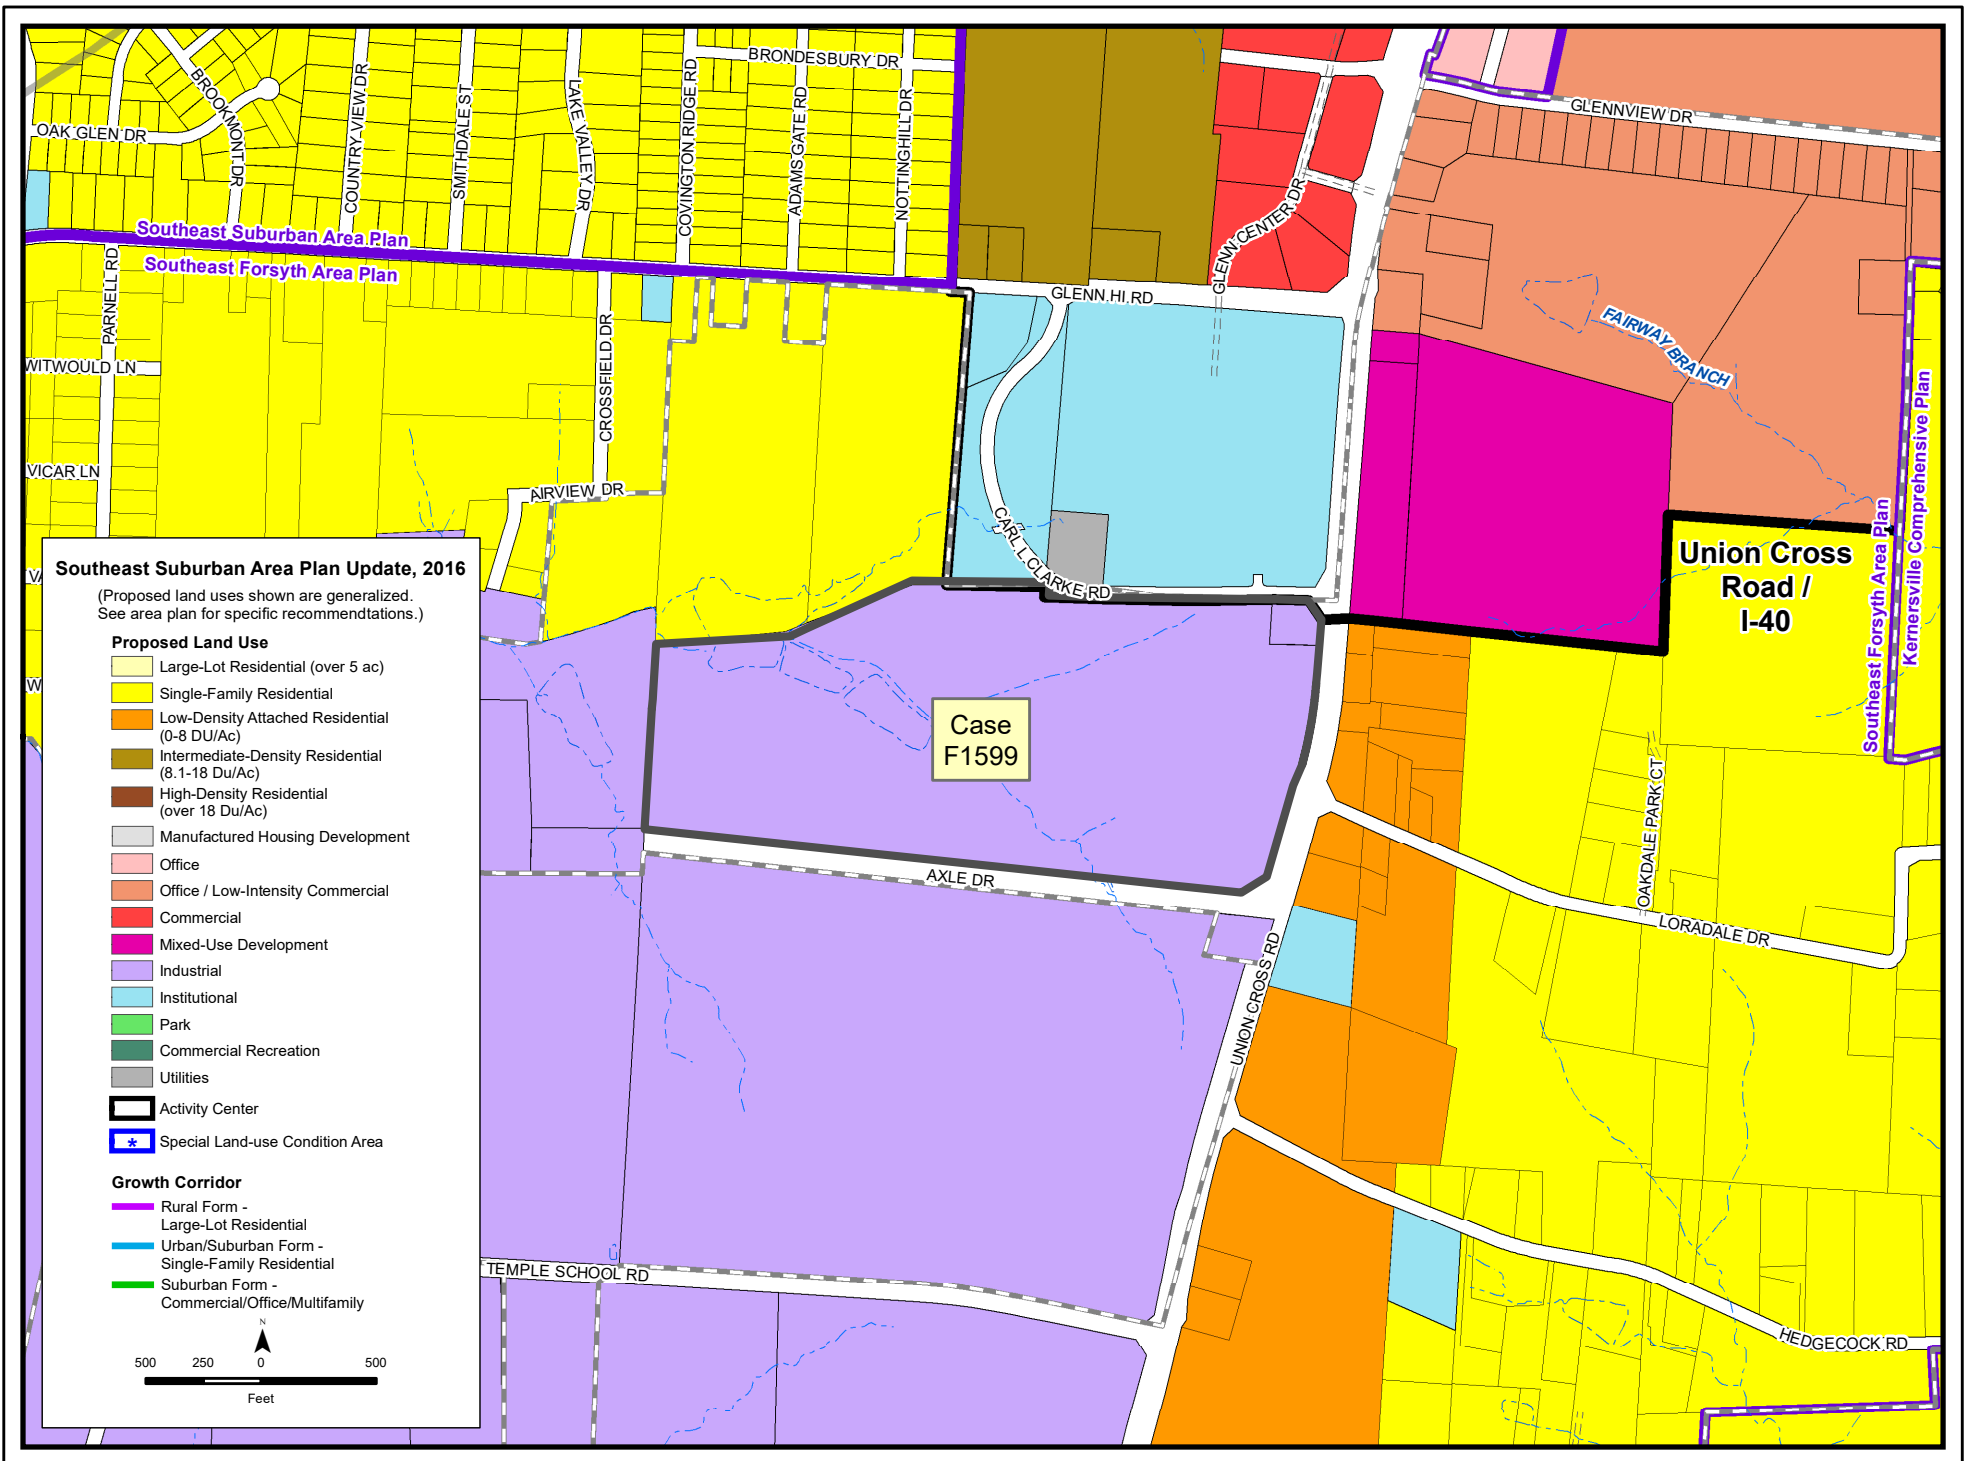 BRONDESBURY DR
BROOKMONT DR
COUNTRY VIEW DR
SMITHDALE ST
LAKE VALLEY DR
COVINGTON RIDGE RD
ADAMS GATE RD
NOTTINGHILL DR
OAK GLEN DR
GLENNVIEW DR
Southeast Suburban Area Plan
Southeast Forsyth Area Plan
PARNELL RD
GLENN CENTER DR
GLENN HI RD
CROSSFIELD DR
FAIRWAY BRANCH
WITWOULD LN
VICAR LN
AIRVIEW DR
CARL L CLARKE RD
Southeast Forsyth Area Plan
Kernersville Comprehensive Plan
Union Cross
Road /
I-40
VA
W
Case
F1599
AXLE DR
OAKDALE PARK CT
LORADALE DR
UNION CROSS RD
TEMPLE SCHOOL RD
HEDGECOCK RD
Southeast Suburban Area Plan Update, 2016
(Proposed land uses shown are generalized.
See area plan for specific recommendtations.)
Proposed Land Use
Large-Lot Residential (over 5 ac)
Single-Family Residential
Low-Density Attached Residential
(0-8 DU/Ac)
Intermediate-Density Residential
(8.1-18 Du/Ac)
High-Density Residential
(over 18 Du/Ac)
Manufactured Housing Development
Office
Office / Low-Intensity Commercial
Commercial
Mixed-Use Development
Industrial
Institutional
Park
Commercial Recreation
Utilities
Activity Center
* Special Land-use Condition Area
Growth Corridor
Rural Form -
Large-Lot Residential
Urban/Suburban Form -
Single-Family Residential
Suburban Form -
Commercial/Office/Multifamily
N
500 250 0 500
Feet